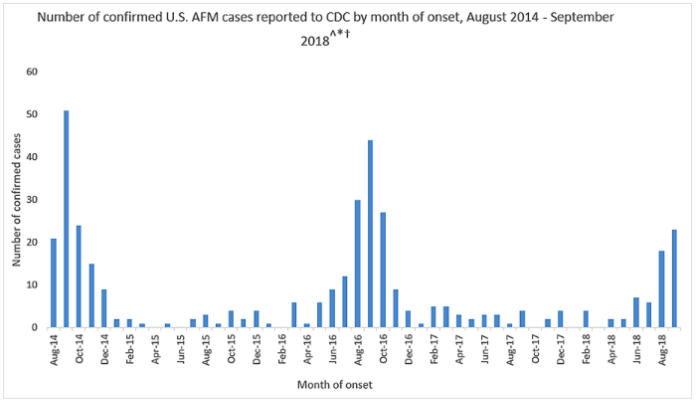 Number of confirmed U.S. AFM cases reported to CDC by month of onset, August 2014 - September
2018^*†
60
50
40
30
20
10
0
Number of confirmed cases
Aug-14
Oct-14
Dec-14
Feb-15
Apr-15
Jun-15
Aug-15
Oct-15
Dec-15
Feb-16
Apr-16
Jun-16
Aug-16
Oct-16
Dec-16
Feb-17
Apr-17
Jun-17
Aug-17
Oct-17
Dec-17
Feb-18
Apr-18
Jun-18
Aug-18
Month of onset